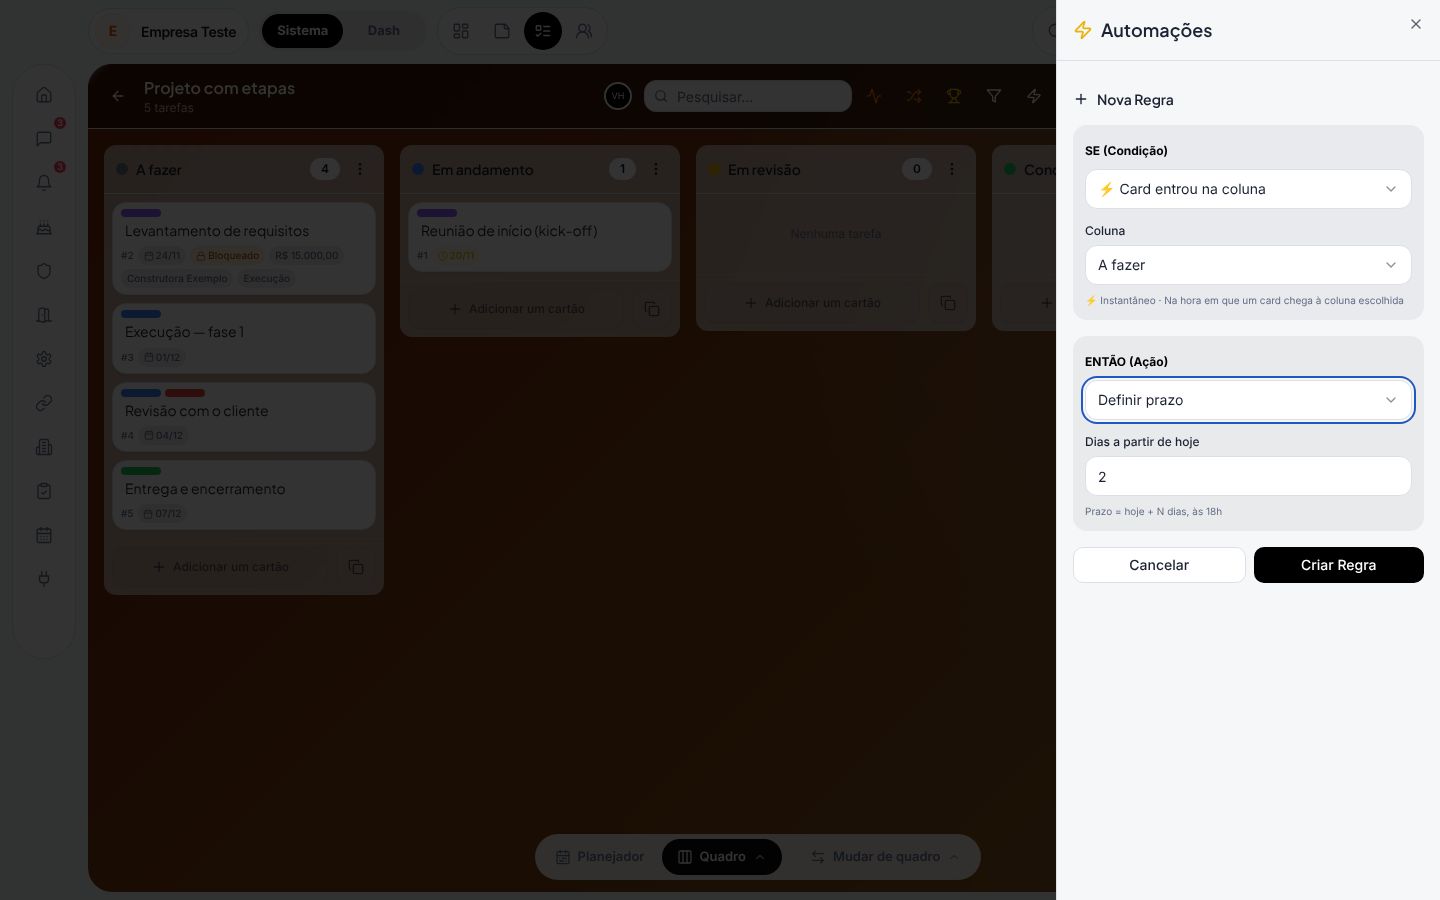 E Empresa Teste
Sistema
Dash
3
3
Projeto com etapas
5 tarefas
VH
Pesquisar...
A fazer
4
Levantamento de requisitos
#2 24/11 Bloqueado R$ 15.000,00
Construtora Exemplo Execução
Execução — fase 1
#3 01/12
Revisão com o cliente
#4 04/12
Entrega e encerramento
#5 07/12
+ Adicionar um cartão
Em andamento
1
Reunião de início (kick-off)
#1 20/11
+ Adicionar um cartão
Em revisão
0
Nenhuma tarefa
+ Adicionar um cartão
Planejador
Quadro
Mudar de quadro
Automações
+ Nova Regra
SE (Condição)
⚡ Card entrou na coluna
Coluna
A fazer
⚡ Instantâneo · Na hora em que um card chega à coluna escolhida
ENTÃO (Ação)
Definir prazo
Dias a partir de hoje
2
Prazo = hoje + N dias, às 18h
Cancelar
Criar Regra